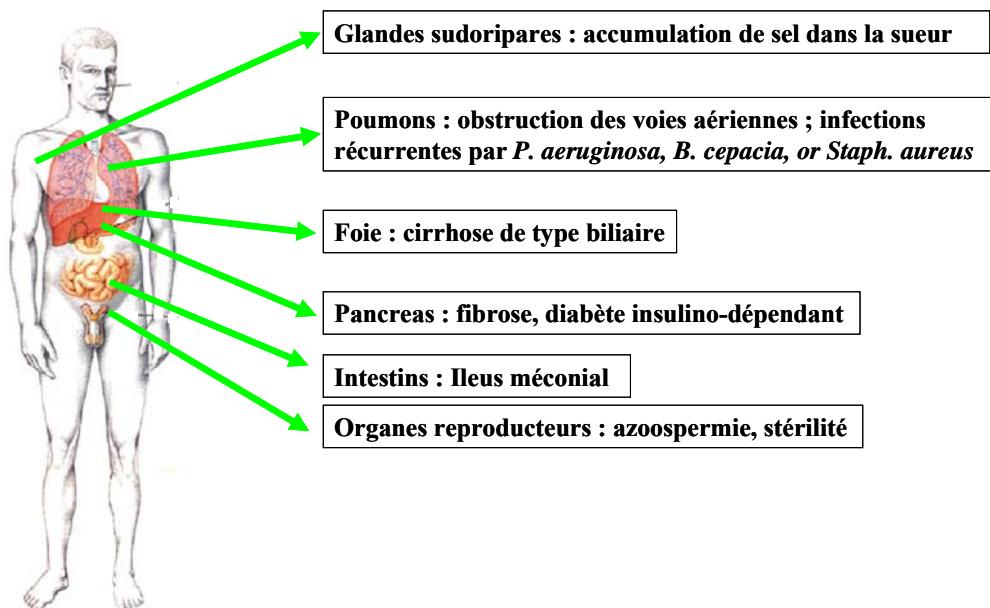 Glandes sudoripares : accumulation de sel dans la sueur
Poumons : obstruction des voies aériennes ; infections
récurrentes par P. aeruginosa, B. cepacia, or Staph. aureus
Foie : cirrhose de type biliaire
Pancreas : fibrose, diabète insulino-dépendant
Intestins : Ileus méconial
Organes reproducteurs : azoospermie, stérilité